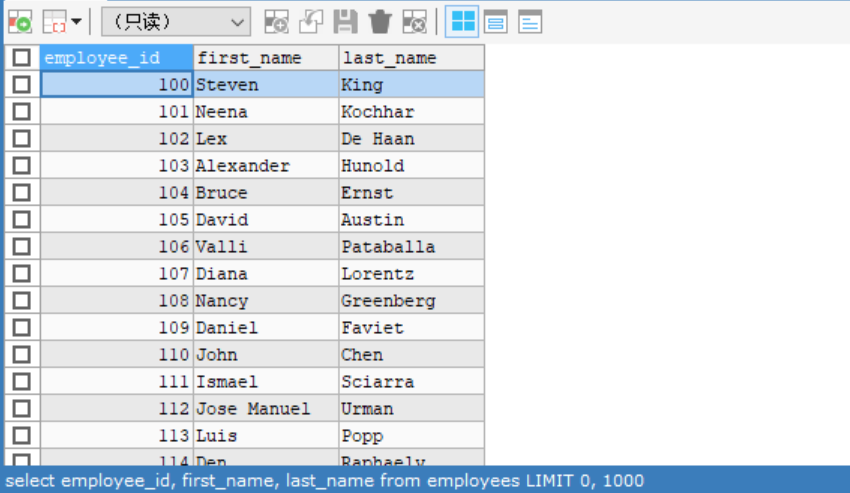 （只读）
employee_id first_name last_name
100 Steven King
101 Neena Kochhar
102 Lex De Haan
103 Alexander Hunold
104 Bruce Ernst
105 David Austin
106 Valli Pataballa
107 Diana Lorentz
108 Nancy Greenberg
109 Daniel Faviet
110 John Chen
111 Ismael Sciarra
112 Jose Manuel Urman
113 Luis Popp
114 Den Raphaely
select employee_id, first_name, last_name from employees LIMIT 0, 1000